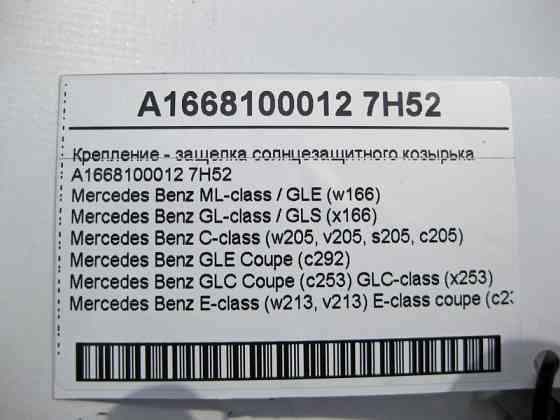 A1668100012 7H52
Крепление - защелка солнцезащитного козырька
A1668100012 7H52
Mercedes Benz ML-class / GLE (w166)
Mercedes Benz GL-class / GLS (x166)
Mercedes Benz C-class (w205, v205, s205, c205)
Mercedes Benz GLE Coupe (c292)
Mercedes Benz GLC Coupe (c253) GLC-class (x253)
Mercedes Benz E-class (w213, v213) E-class coupe